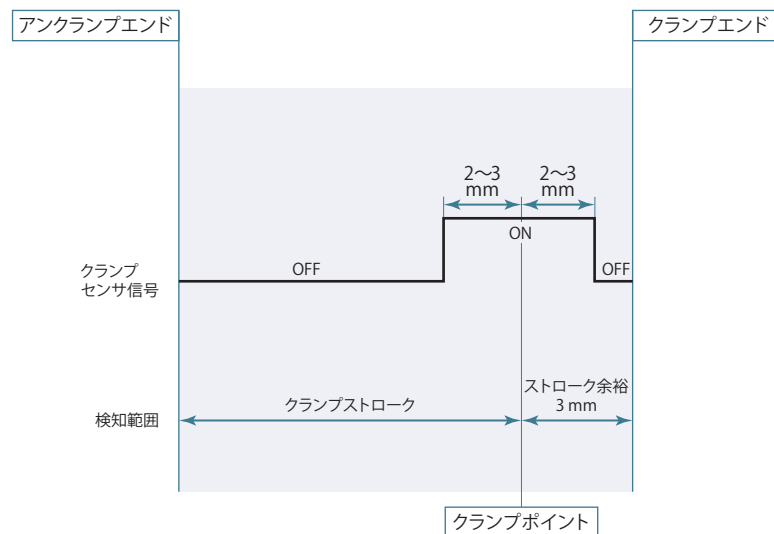 アンクランプエンド
クランプエンド
2～3
mm
2～3
mm
ON
OFF
OFF
クランプ
センサ信号
ストローク余裕
3 mm
クランプストローク
検知範囲
クランプポイント